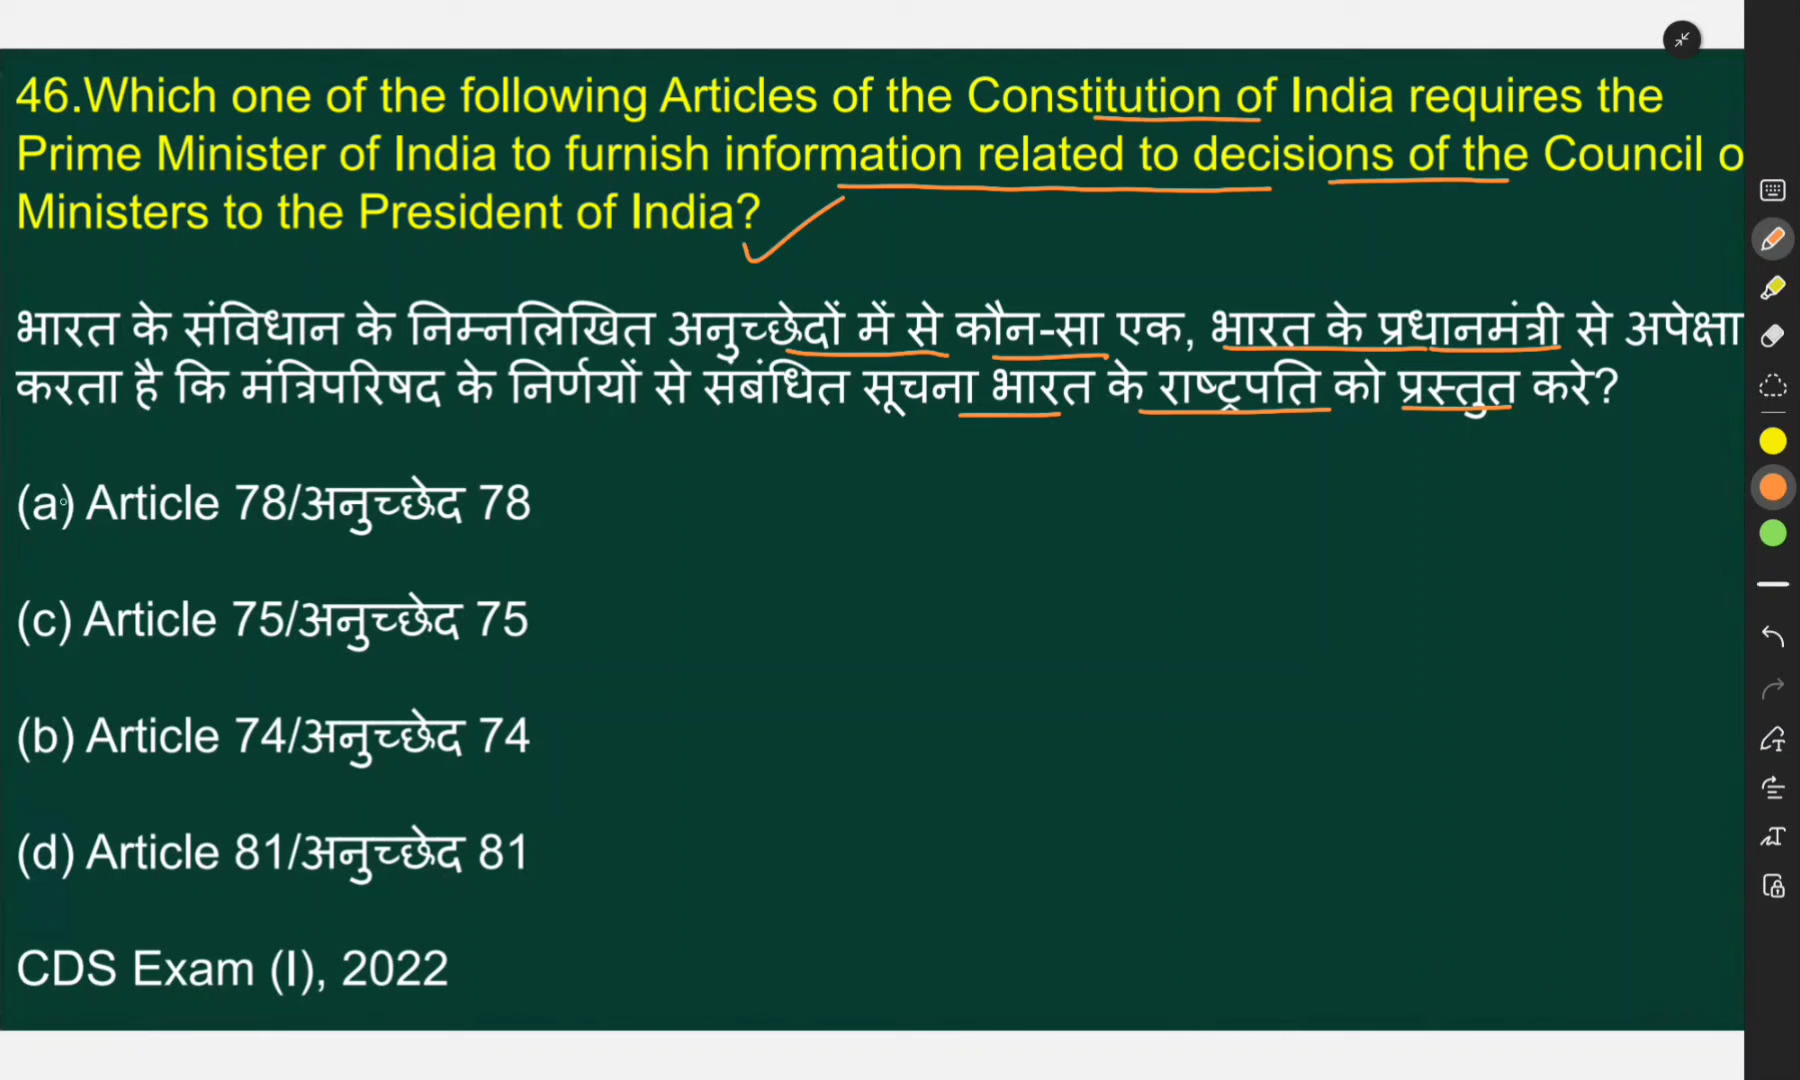 46.Which one of the following Articles of the Constitution of India requires the
Prime Minister of India to furnish information related to decisions of the Council o
Ministers to the President of India?
भारत के संविधान के निम्नलिखित अनुच्छेदों में से कौन-सा एक, भारत के प्रधानमंत्री से अपेक्षा
करता है कि मंत्रिपरिषद के निर्णयों से संबंधित सूचना भारत के राष्ट्रपति को प्रस्तुत करे?
(a) Article 78/अनुच्छेद 78
(c) Article 75/अनुच्छेद 75
(b) Article 74/अनुच्छेद 74
(d) Article 81/अनुच्छेद 81
CDS Exam (I), 2022